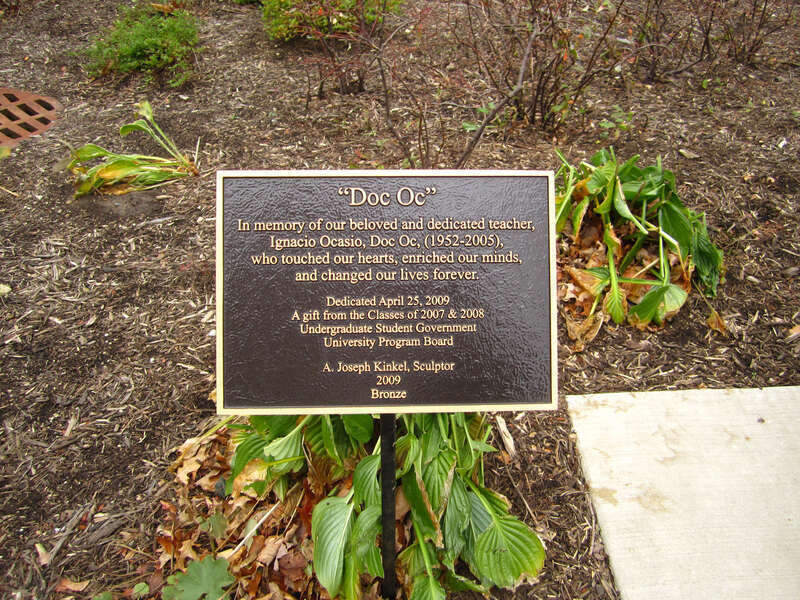 "Doc Oc"
In memory of our beloved and dedicated teacher,
Ignacio Ocasio, Doc Oc, (1952-2005),
who touched our hearts, enriched our minds,
and changed our lives forever.
Dedicated April 25, 2009
A gift from the Classes of 2007 & 2008
Undergraduate Student Government
University Program Board
A. Joseph Kinkel, Sculptor
2009
Bronze